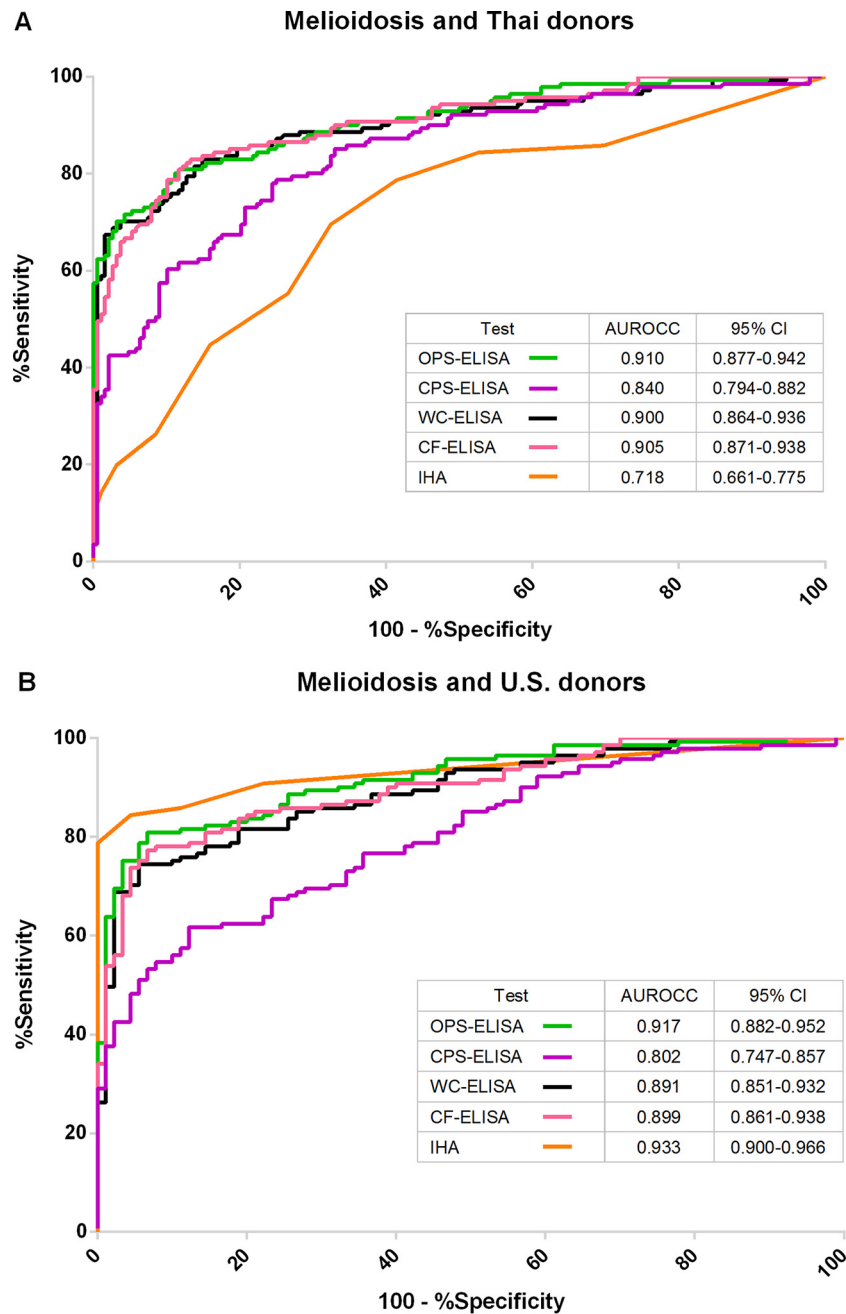 A
Melioidosis and Thai donors
%Sensitivity
100
80
60
40
20
0
Test AUROCC 95% CI
OPS-ELISA 0.910 0.877-0.942
CPS-ELISA 0.840 0.794-0.882
WC-ELISA 0.900 0.864-0.936
CF-ELISA 0.905 0.871-0.938
IHA 0.718 0.661-0.775
0 20 40 60 80 100
100 - %Specificity
B
Melioidosis and U.S. donors
%Sensitivity
100
80
60
40
20
0
Test AUROCC 95% CI
OPS-ELISA 0.917 0.882-0.952
CPS-ELISA 0.802 0.747-0.857
WC-ELISA 0.891 0.851-0.932
CF-ELISA 0.899 0.861-0.938
IHA 0.933 0.900-0.966
0 20 40 60 80 100
100 - %Specificity